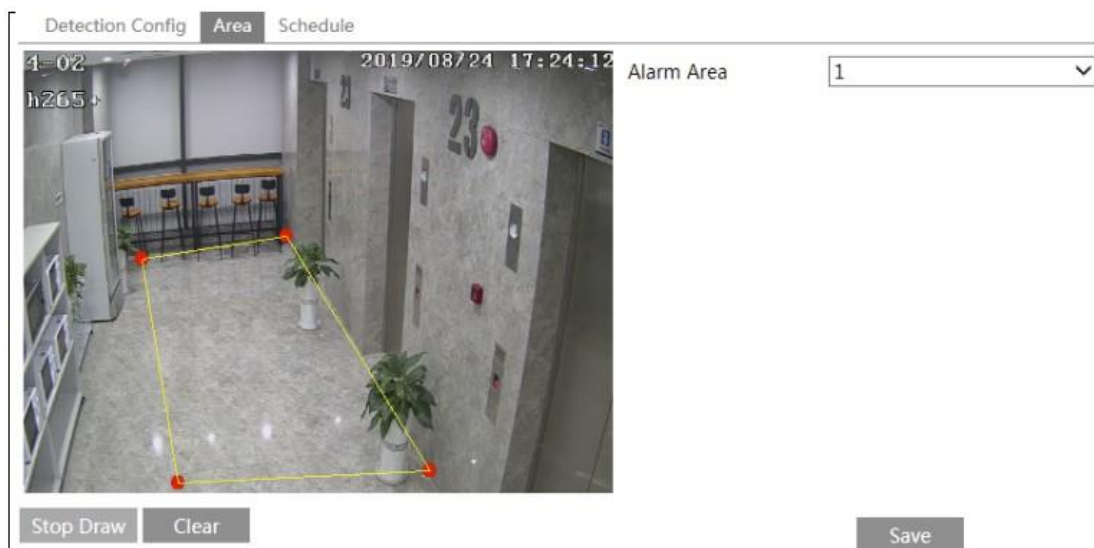 Detection Config Area Schedule
4-02
2019/08/24 17:24:12
h265+
23
Alarm Area 1
Stop Draw Clear
Save